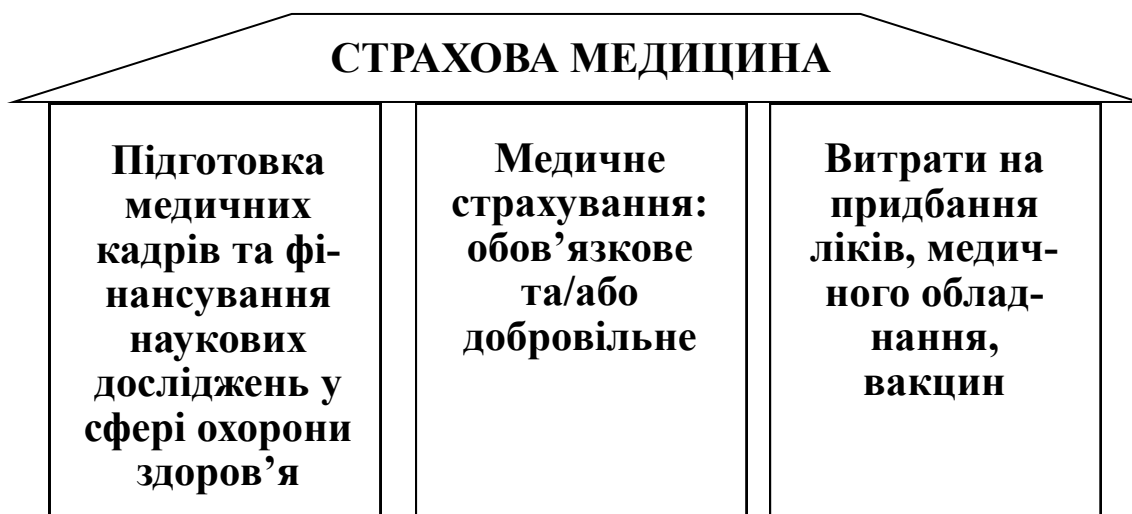 СТРАХОВА МЕДИЦИНА
Підготовка
медичних
кадрів та фі-
нансування
наукових
досліджень у
сфері охорони
здоров’я
Медичне
страхування:
обов’язкове
та/або
добровільне
Витрати на
придбання
ліків, медич-
ного облад-
нання,
вакцин